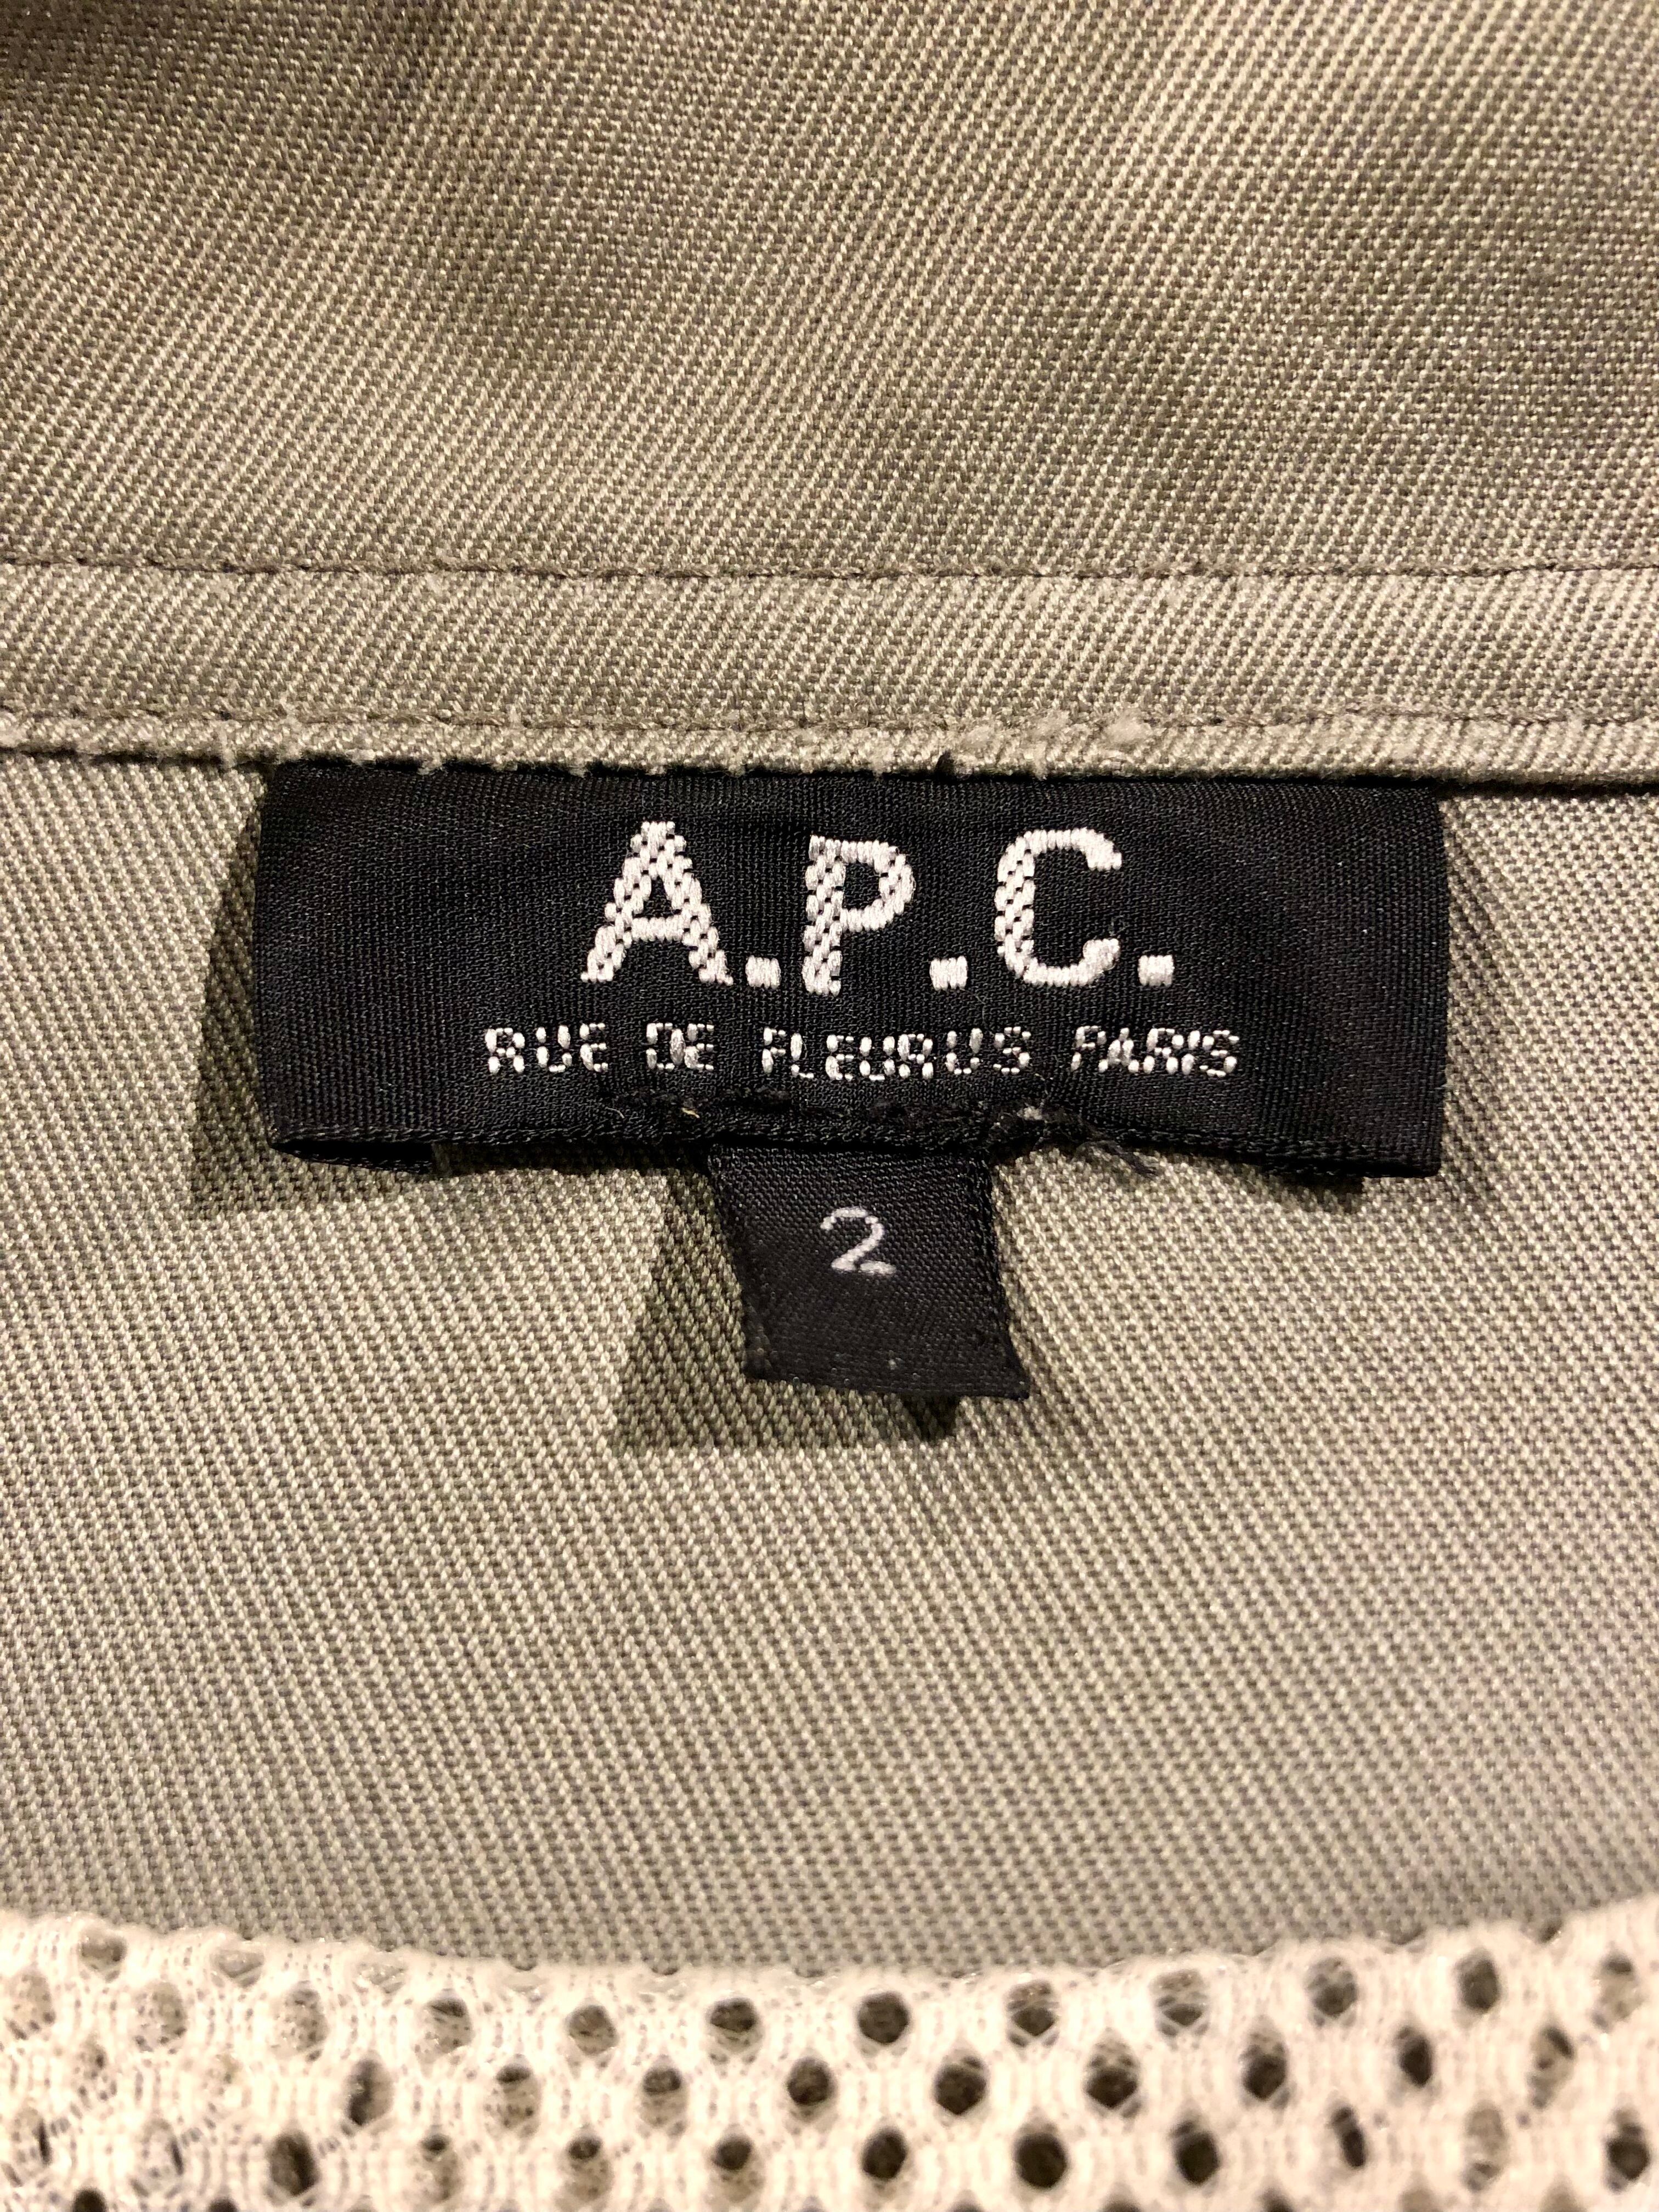 A.P.C.
RUE DE FLEURUS PARIS
2